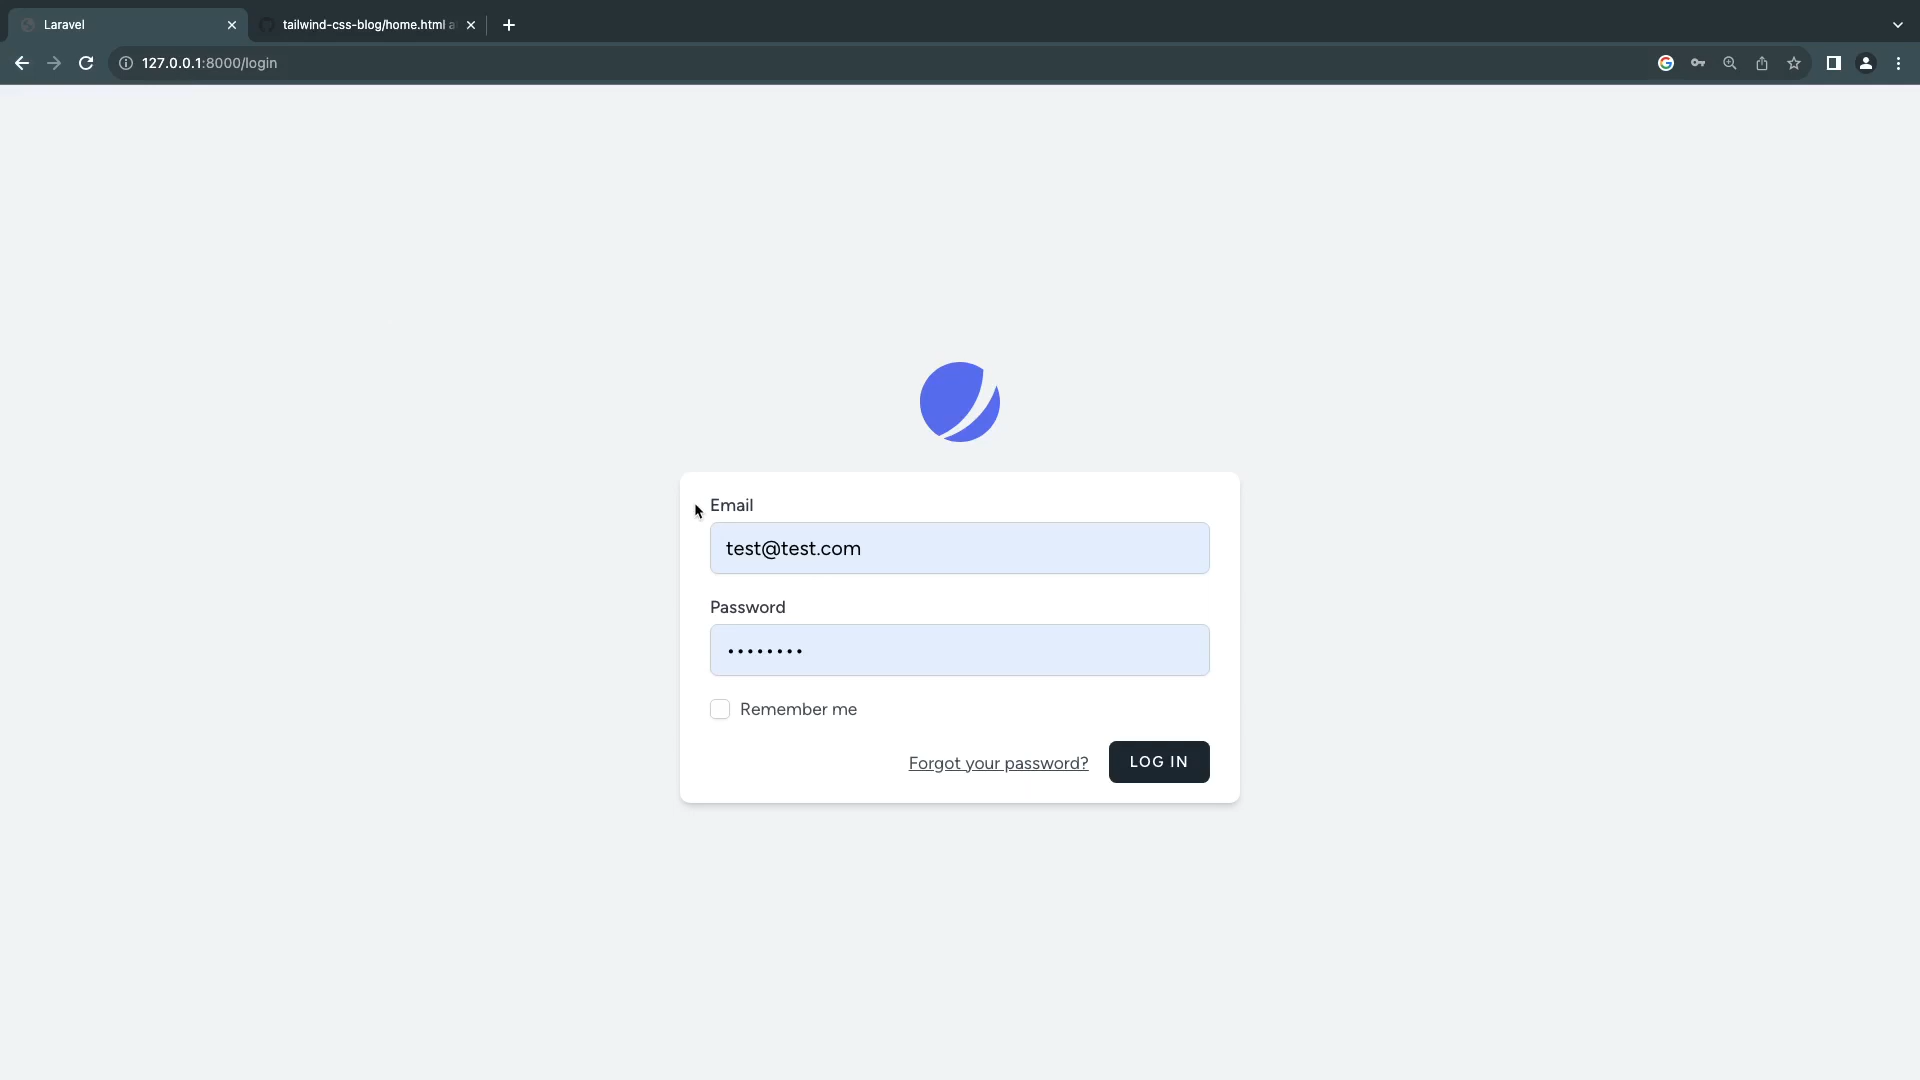 Laravel
tailwind-css-blog/home.html a
127.0.0.1:8000/login
Email
test@test.com
Password
••••••••
Remember me
Forgot your password?
LOG IN